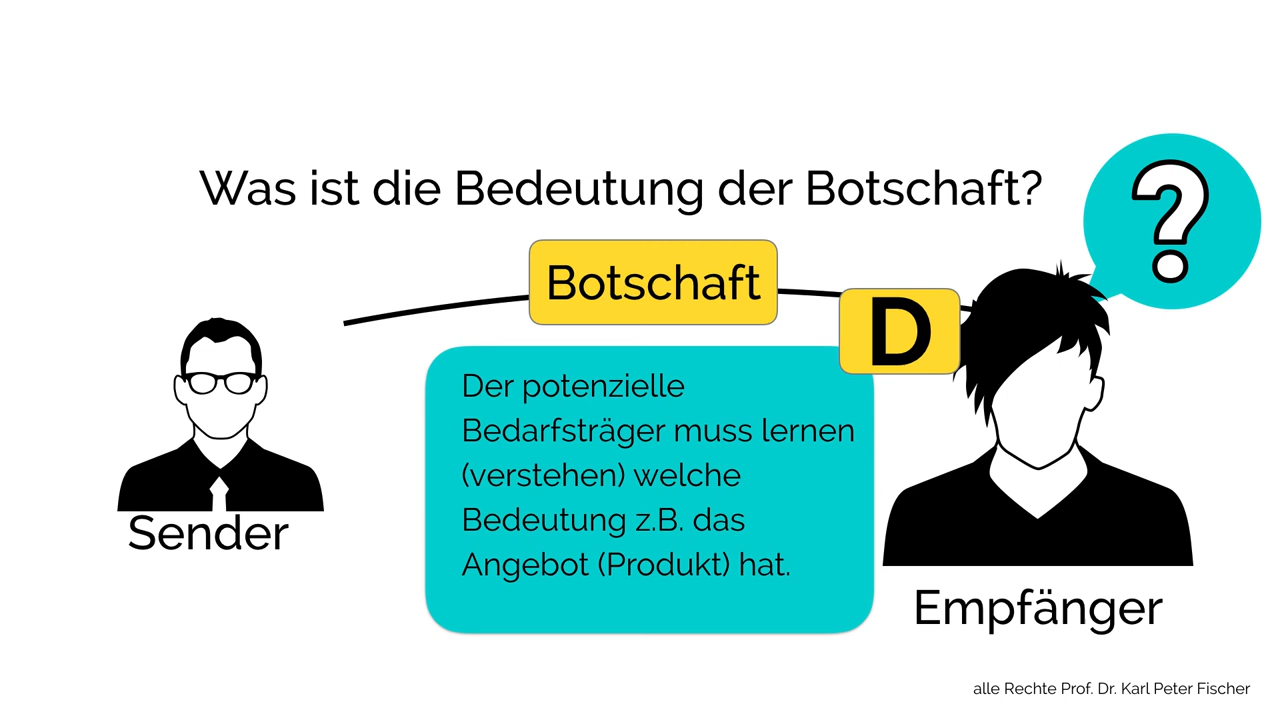 Was ist die Bedeutung der Botschaft?
?
Botschaft
D
Der potenzielle
Bedarfsträger muss lernen
(verstehen) welche
Bedeutung z.B. das
Angebot (Produkt) hat.
Sender
Empfänger
alle Rechte Prof. Dr. Karl Peter Fischer